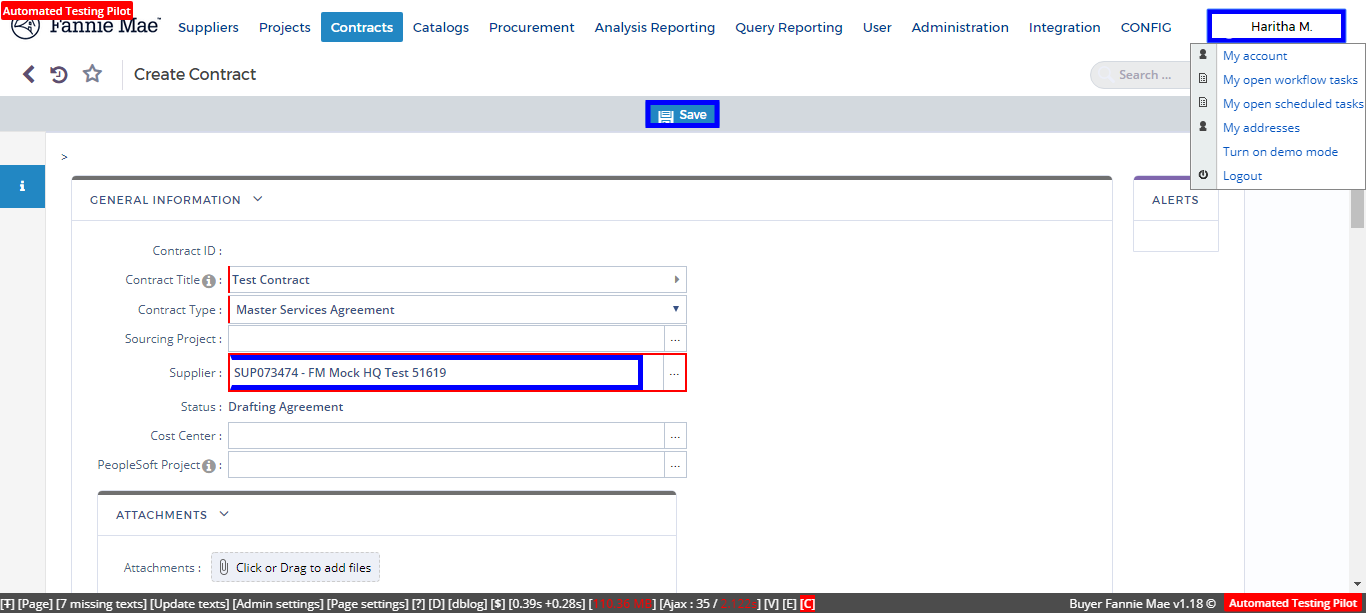 Automated Testing Pilot
Fannie Mae
Suppliers Projects Contracts Catalogs Procurement Analysis Reporting Query Reporting User Administration Integration CONFIG Haritha M.
My account
My open workflow tasks
My open scheduled tasks
My addresses
Turn on demo mode
Logout
Create Contract Search ...
Save
>
i
GENERAL INFORMATION
ALERTS
Contract ID :
Contract Title i : Test Contract
Contract Type : Master Services Agreement
Sourcing Project : ...
Supplier : SUP073474 - FM Mock HQ Test 51619 ...
Status : Drafting Agreement
Cost Center : ...
PeopleSoft Project i : ...
ATTACHMENTS
Attachments : Click or Drag to add files
[Ŧ] [Page] [7 missing texts] [Update texts] [Admin settings] [Page settings] [?] [D] [dblog] [$] [0.39s +0.28s] [Ajax : 35 / ] [V] [E] [C] Buyer Fannie Mae v1.18 © Automated Testing Pilot